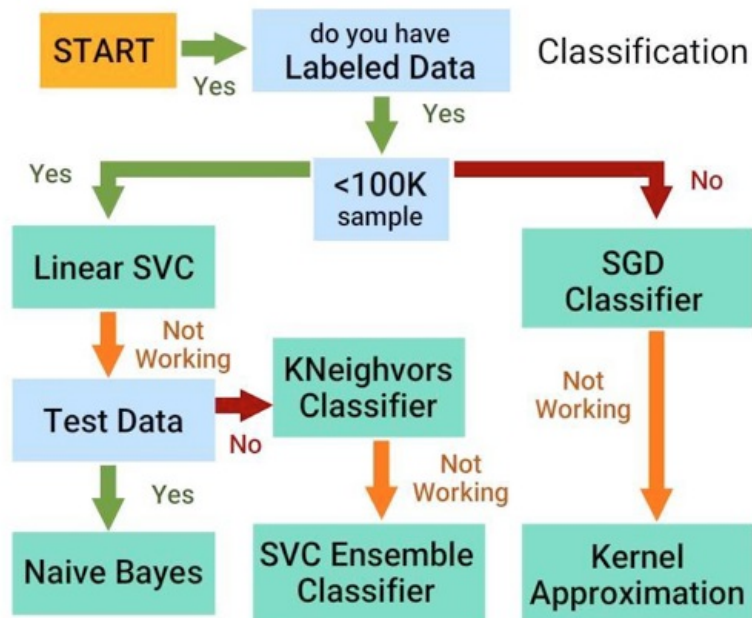 START
Yes
do you have
Labeled Data
Classification
Yes
Yes
<100K
sample
No
Linear SVC
SGD
Classifier
Not
Working
KNeighvors
Classifier
Not
Working
Test Data
No
Yes
Not
Working
Naive Bayes
SVC Ensemble
Classifier
Kernel
Approximation